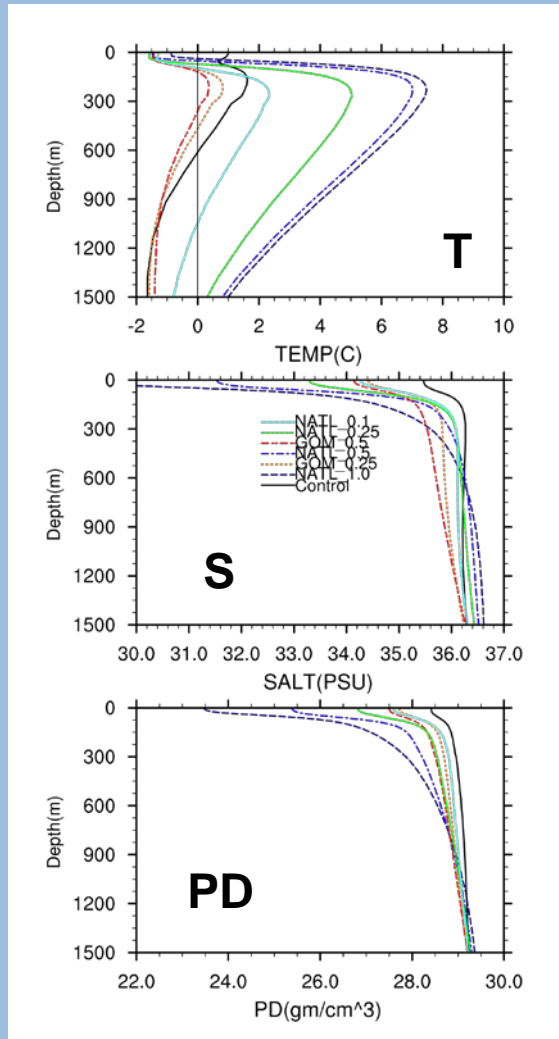 0
300
600
900
1200
1500
Depth(m)
T
-2 0 2 4 6 8 10
TEMP(C)
0
300
600
900
1200
1500
Depth(m)
NATL_0.1
NATL_0.25
GOM_0.5
NATL_0.5
GOM_0.25
NATL_1.0
Control
S
30.0 31.0 32.0 33.0 34.0 35.0 36.0 37.0
SALT(PSU)
0
300
600
900
1200
1500
Depth(m)
PD
22.0 24.0 26.0 28.0 30.0
PD(gm/cm^3)